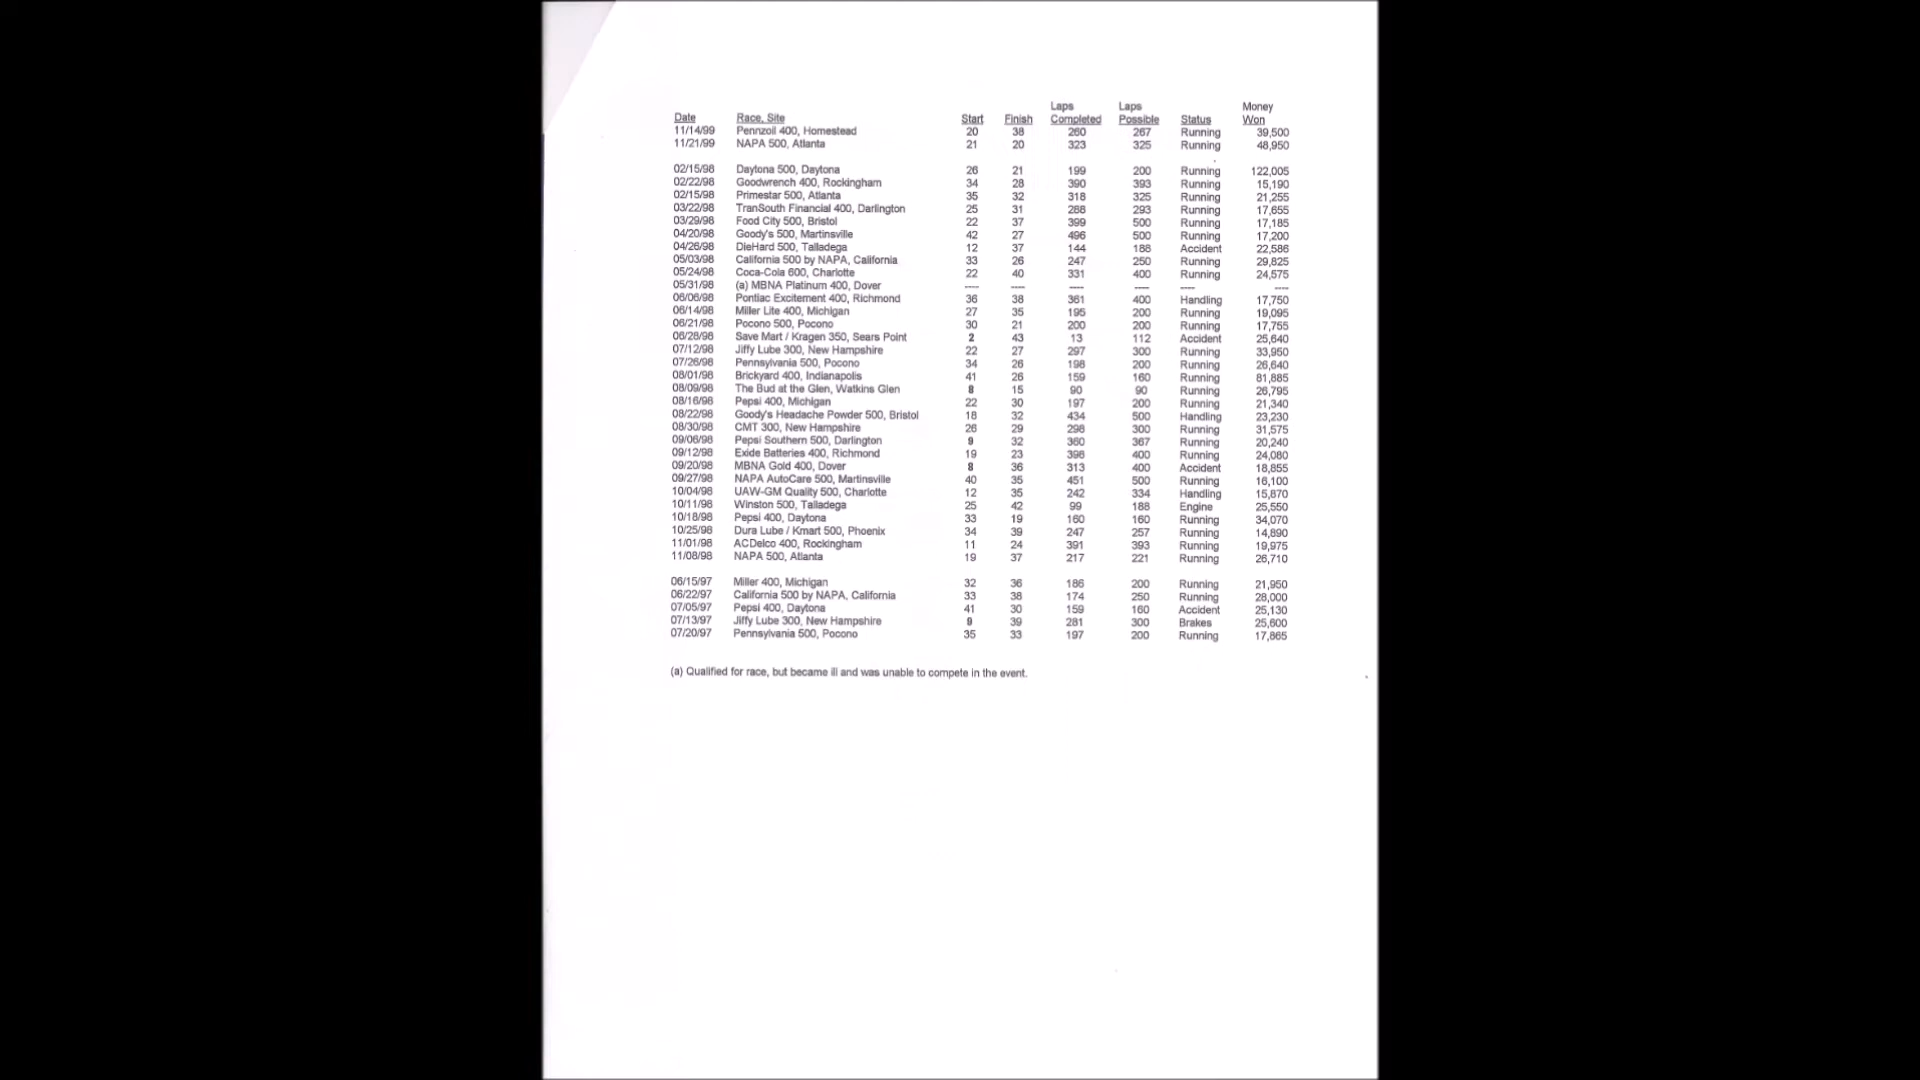 Date Race, Site Start Finish Laps Completed Laps Possible Status Money Won
11/14/99 Pennzoil 400, Homestead 20 38 260 267 Running 39,500
11/21/99 NAPA 500, Atlanta 21 20 323 325 Running 48,950
02/15/98 Daytona 500, Daytona 26 21 199 200 Running 122,005
02/22/98 Goodwrench 400, Rockingham 34 28 390 393 Running 15,190
02/15/98 Primestar 500, Atlanta 35 32 318 325 Running 21,255
03/22/98 TranSouth Financial 400, Darlington 25 31 288 293 Running 17,655
03/29/98 Food City 500, Bristol 22 37 399 500 Running 17,185
04/20/98 Goody's 500, Martinsville 42 27 496 500 Running 17,200
04/26/98 DieHard 500, Talladega 12 37 144 188 Accident 22,586
05/03/98 California 500 by NAPA, California 33 26 247 250 Running 29,825
05/24/98 Coca-Cola 600, Charlotte 22 40 331 400 Running 24,575
05/31/98 (a) MBNA Platinum 400, Dover ---- ---- ---- ---- ---- ----
06/06/98 Pontiac Excitement 400, Richmond 36 38 361 400 Handling 17,750
06/14/98 Miller Lite 400, Michigan 27 35 195 200 Running 19,095
06/21/98 Pocono 500, Pocono 30 21 200 200 Running 17,755
06/28/98 Save Mart / Kragen 350, Sears Point 2 43 13 112 Accident 25,640
07/12/98 Jiffy Lube 300, New Hampshire 22 27 297 300 Running 33,950
07/26/98 Pennsylvania 500, Pocono 34 26 198 200 Running 26,640
08/01/98 Brickyard 400, Indianapolis 41 26 159 160 Running 81,885
08/09/98 The Bud at the Glen, Watkins Glen 8 15 90 90 Running 26,795
08/16/98 Pepsi 400, Michigan 22 30 197 200 Running 21,340
08/22/98 Goody's Headache Powder 500, Bristol 18 32 434 500 Handling 23,230
08/30/98 CMT 300, New Hampshire 26 29 298 300 Running 31,575
09/06/98 Pepsi Southern 500, Darlington 9 32 360 367 Running 20,240
09/12/98 Exide Batteries 400, Richmond 19 23 396 400 Running 24,080
09/20/98 MBNA Gold 400, Dover 8 36 313 400 Accident 18,855
09/27/98 NAPA AutoCare 500, Martinsville 40 35 451 500 Running 16,100
10/04/98 UAW-GM Quality 500, Charlotte 12 35 242 334 Handling 15,870
10/11/98 Winston 500, Talladega 25 42 99 188 Engine 25,550
10/18/98 Pepsi 400, Daytona 33 19 160 160 Running 34,070
10/25/98 Dura Lube / Kmart 500, Phoenix 34 39 247 257 Running 14,890
11/01/98 ACDelco 400, Rockingham 11 24 391 393 Running 19,975
11/08/98 NAPA 500, Atlanta 19 37 217 221 Running 26,710
06/15/97 Miller 400, Michigan 32 36 186 200 Running 21,950
06/22/97 California 500 by NAPA, California 33 38 174 250 Running 28,000
07/05/97 Pepsi 400, Daytona 41 30 159 160 Accident 25,130
07/13/97 Jiffy Lube 300, New Hampshire 9 39 281 300 Brakes 25,600
07/20/97 Pennsylvania 500, Pocono 35 33 197 200 Running 17,865
(a) Qualified for race, but became ill and was unable to compete in the event.